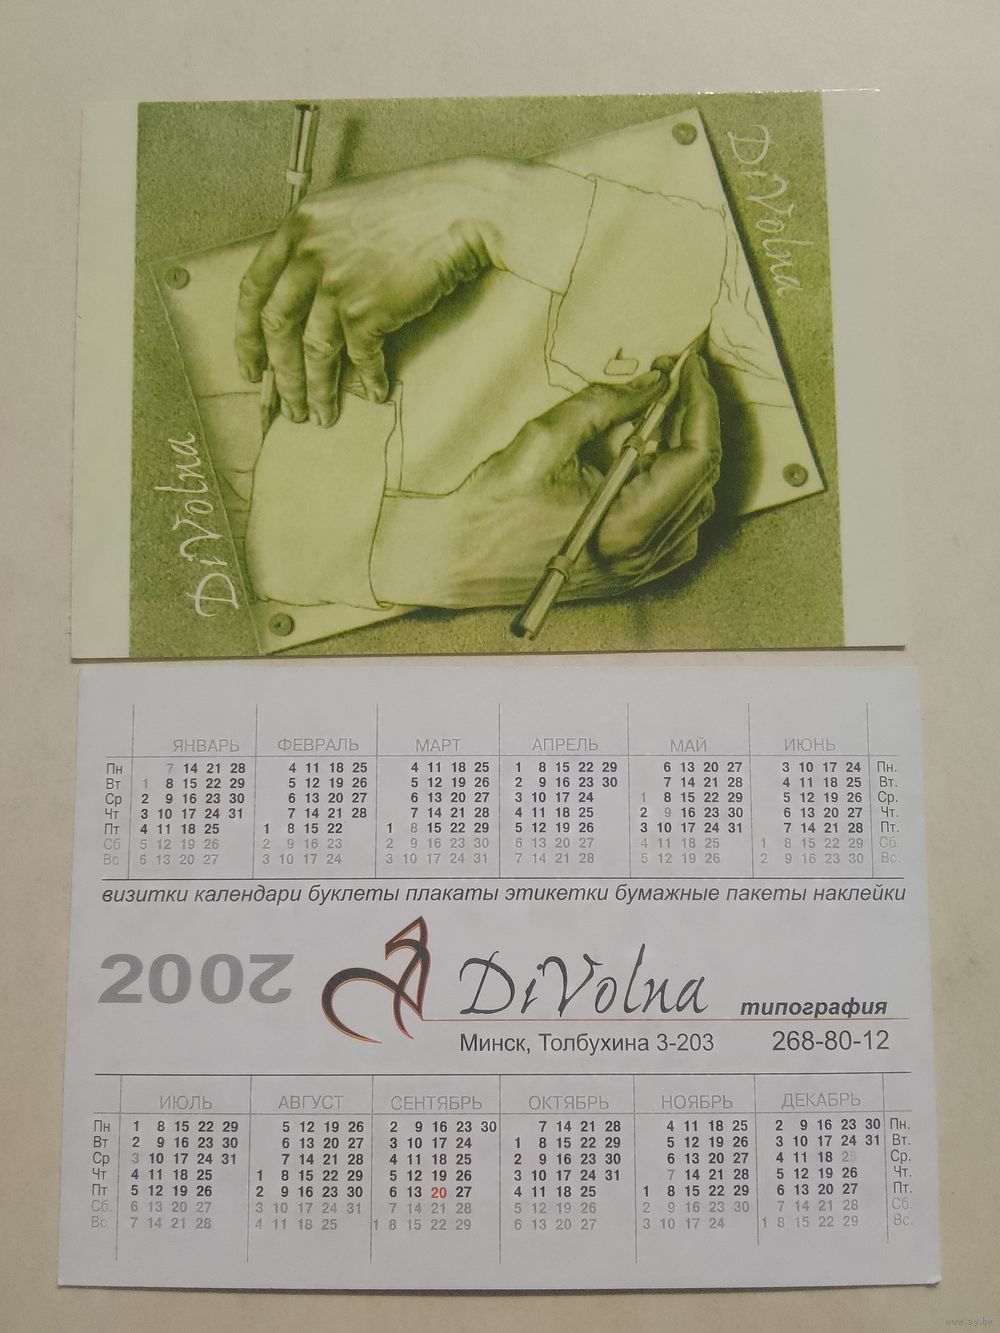 DiVolna
DiVolna
ЯНВАРЬ ФЕВРАЛЬ МАРТ АПРЕЛЬ МАЙ ИЮНЬ
Пн 7 14 21 28 4 11 18 25 4 11 18 25 1 8 15 22 29 6 13 20 27 3 10 17 24 Пн.
Вт 1 8 15 22 29 5 12 19 26 5 12 19 26 2 9 16 23 30 7 14 21 28 4 11 18 25 Вт.
Ср 2 9 16 23 30 6 13 20 27 6 13 20 27 3 10 17 24 1 8 15 22 29 5 12 19 26 Ср.
Чт 3 10 17 24 31 7 14 21 28 7 14 21 28 4 11 18 25 2 9 16 23 30 6 13 20 27 Чт.
Пт 4 11 18 25 1 8 15 22 1 8 15 22 29 5 12 19 26 3 10 17 24 31 7 14 21 28 Пт.
Сб 5 12 19 26 2 9 16 23 2 9 16 23 30 6 13 20 27 4 11 18 25 1 8 15 22 29 Сб.
Вс 6 13 20 27 3 10 17 24 3 10 17 24 31 7 14 21 28 5 12 19 26 2 9 16 23 30 Вс.
визитки календари буклеты плакаты этикетки бумажные пакеты наклейки
2002
DiVolna типография
Минск, Толбухина 3-203 268-80-12
ИЮЛЬ АВГУСТ СЕНТЯБРЬ ОКТЯБРЬ НОЯБРЬ ДЕКАБРЬ
Пн 1 8 15 22 29 5 12 19 26 2 9 16 23 30 7 14 21 28 4 11 18 25 2 9 16 23 30 Пн.
Вт 2 9 16 23 30 6 13 20 27 3 10 17 24 1 8 15 22 29 5 12 19 26 3 10 17 24 31 Вт.
Ср 3 10 17 24 31 7 14 21 28 4 11 18 25 2 9 16 23 30 6 13 20 27 4 11 18 25 Ср.
Чт 4 11 18 25 1 8 15 22 29 5 12 19 26 3 10 17 24 31 7 14 21 28 5 12 19 26 Чт.
Пт 5 12 19 26 2 9 16 23 30 6 13 20 27 4 11 18 25 1 8 15 22 29 6 13 20 27 Пт.
Сб. 6 13 20 27 3 10 17 24 31 7 14 21 28 5 12 19 26 2 9 16 23 30 7 14 21 28 Сб.
Вс 7 14 21 28 4 11 18 25 1 8 15 22 29 6 13 20 27 3 10 17 24 1 8 15 22 29 Вс.
www.ay.by